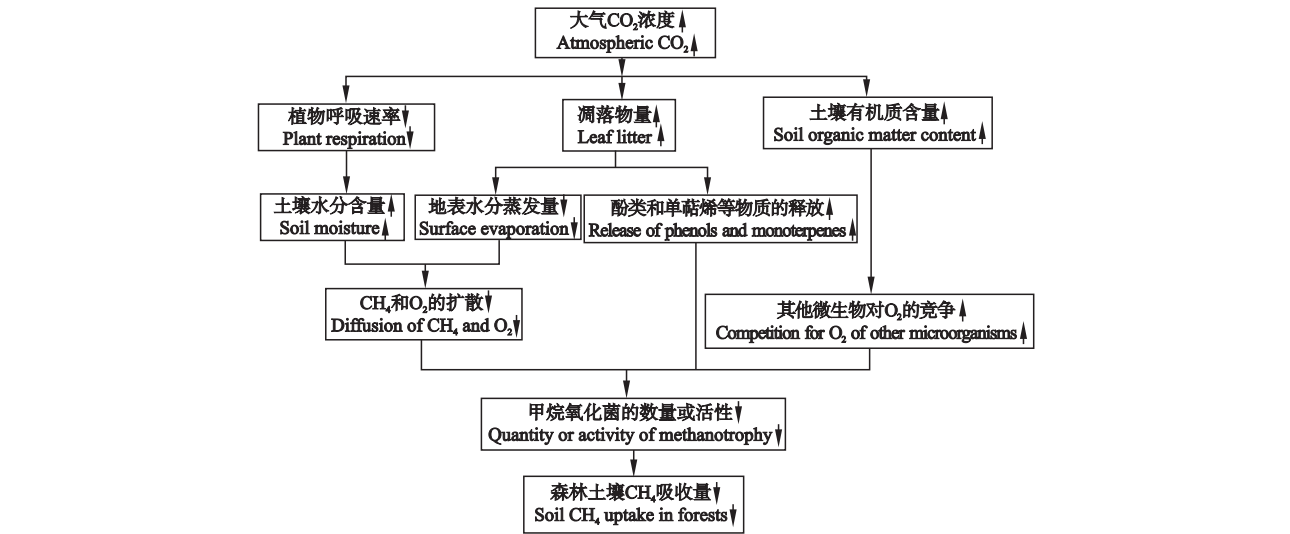 大气CO₂浓度↑
Atmospheric CO₂↑
植物呼吸速率↓
Plant respiration↓
凋落物量↑
Leaf litter↑
土壤有机质含量↑
Soil organic matter content↑
土壤水分含量↑
Soil moisture↑
地表水分蒸发量↓
Surface evaporation↓
酚类和单萜烯等物质的释放↑
Release of phenols and monoterpenes↑
CH₄和O₂的扩散↓
Diffusion of CH₄ and O₂↓
其他微生物对O₂的竞争↑
Competition for O₂ of other microorganisms↑
甲烷氧化菌的数量或活性↓
Quantity or activity of methanotrophy↓
森林土壤CH₄吸收量↓
Soil CH₄ uptake in forests↓